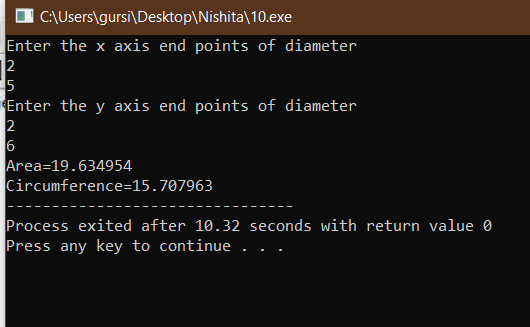 C:\Users\gursi\Desktop\Nishita\10.exe
Enter the x axis end points of diameter
2
5
Enter the y axis end points of diameter
2
6
Area=19.634954
Circumference=15.707963
--------------------------------
Process exited after 10.32 seconds with return value 0
Press any key to continue . . .